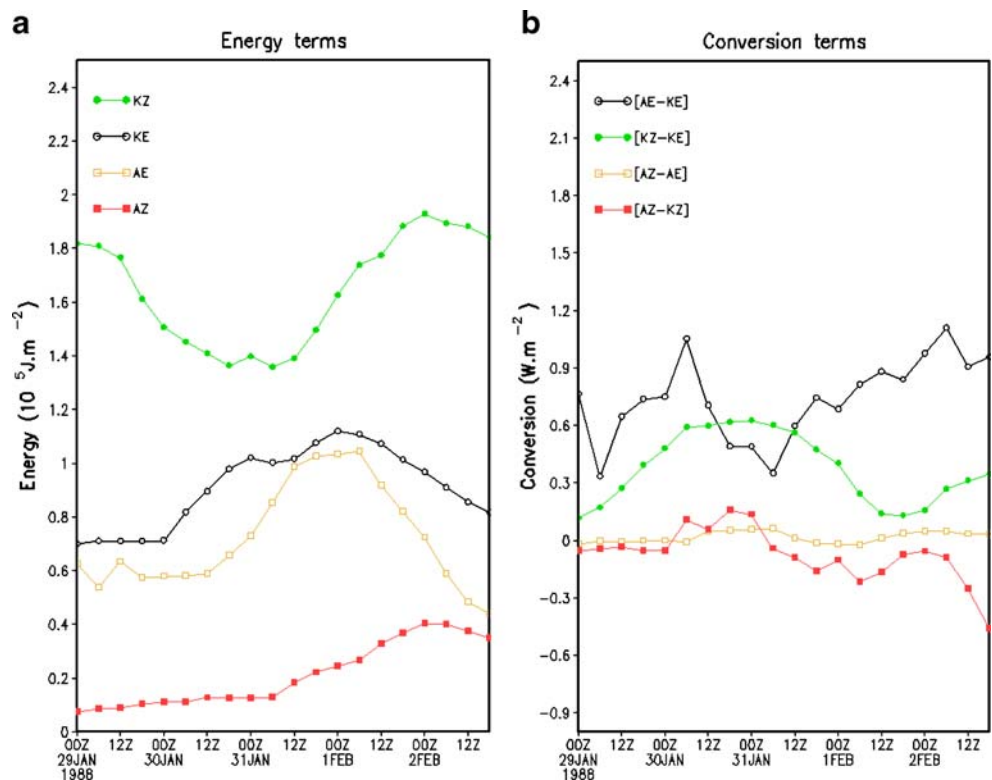 a
Energy terms
2.4
2.2
2
1.8
1.6
1.4
1.2
1
0.8
0.6
0.4
0.2
0
Energy (10 5 J.m -2)
KZ
KE
AE
AZ
00Z 12Z 00Z 12Z 00Z 12Z 00Z 12Z 00Z 12Z
29JAN 30JAN 31JAN 1FEB 2FEB
1988
b
Conversion terms
2.4
2.1
1.8
1.5
1.2
0.9
0.6
0.3
0
-0.3
-0.6
-0.9
Conversion (W.m -2)
[AE-KE]
[KZ-KE]
[AZ-AE]
[AZ-KZ]
00Z 12Z 00Z 12Z 00Z 12Z 00Z 12Z 00Z 12Z
29JAN 30JAN 31JAN 1FEB 2FEB
1988